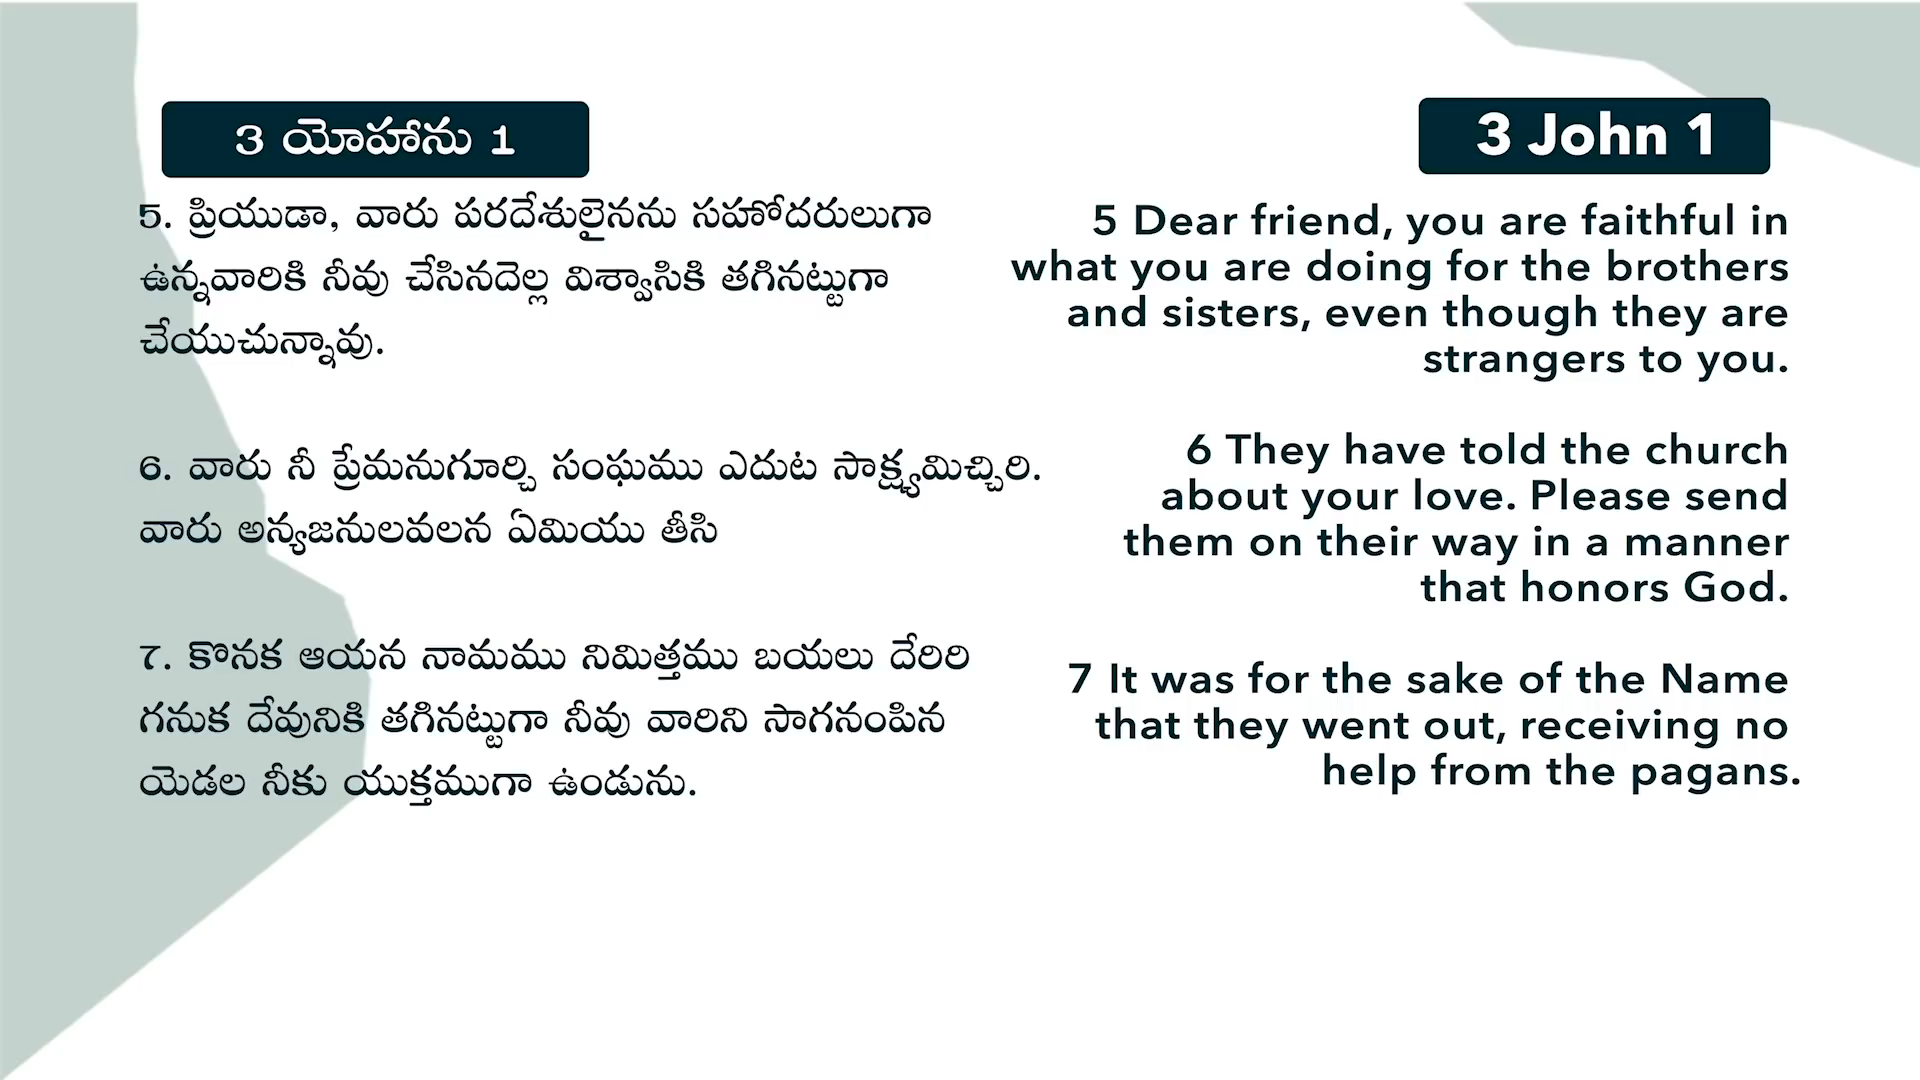 3 యోహాను 1
5. ప్రియుడా, వారు పరదేశులైనను సహోదరులుగా
ఉన్నవారికి నీవు చేసినదెల్ల విశ్వాసికి తగినట్టుగా
చేయుచున్నావు.
6. వారు నీ ప్రేమనుగూర్చి సంఘము ఎదుట సాక్ష్యమిచ్చిరి.
వారు అన్యజనులవలన ఏమియు తీసి
7. కొనక ఆయన నామము నిమిత్తము బయలు దేరిరి
గనుక దేవునికి తగినట్టుగా నీవు వారిని సాగనంపిన
యెడల నీకు యుక్తముగా ఉండును.
3 John 1
5 Dear friend, you are faithful in
what you are doing for the brothers
and sisters, even though they are
strangers to you.
6 They have told the church
about your love. Please send
them on their way in a manner
that honors God.
7 It was for the sake of the Name
that they went out, receiving no
help from the pagans.